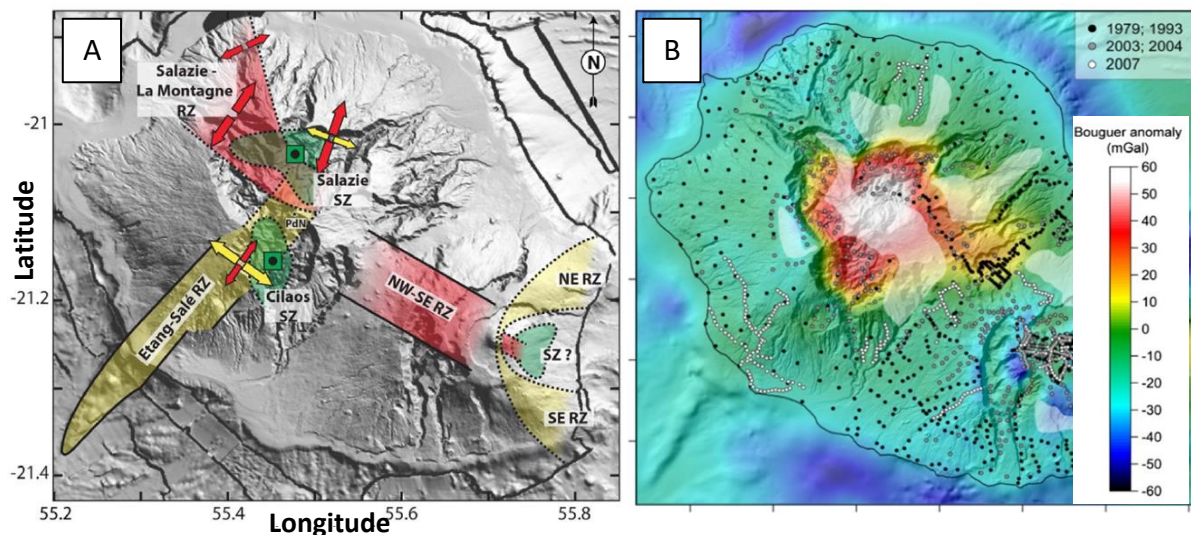 A
N
Salazie -
La Montagne
RZ
Salazie
SZ
PdN
Etang-Salé RZ
Cilaos
SZ
NW-SE RZ
NE RZ
SZ ?
SE RZ
-21
-21.2
-21.4
Latitude
55.2
55.4
55.6
55.8
Longitude
B
1979; 1993
2003; 2004
2007
Bouguer anomaly
(mGal)
60
50
40
30
20
10
0
-10
-20
-30
-40
-50
-60